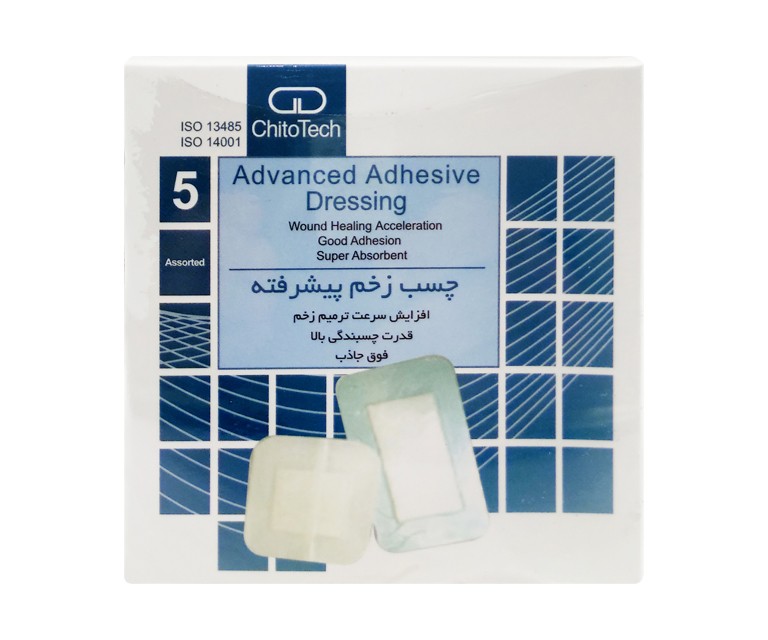 ISO 13485
ISO 14001
ChitoTech
5
Assorted
Advanced Adhesive
Dressing
Wound Healing Acceleration
Good Adhesion
Super Absorbent
چسب زخم پیشرفته
افزایش سرعت ترمیم زخم
قدرت چسبندگی بالا
فوق جاذب